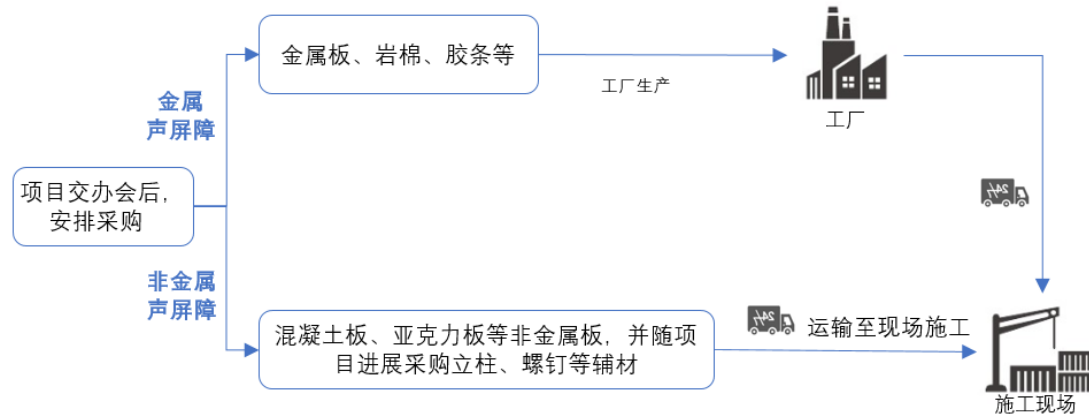 金属板、岩棉、胶条等
工厂生产
工厂
金属
声屏障
项目交办会后，
安排采购
非金属
声屏障
混凝土板、亚克力板等非金属板，并随项
目进展采购立柱、螺钉等辅材
运输至现场施工
施工现场